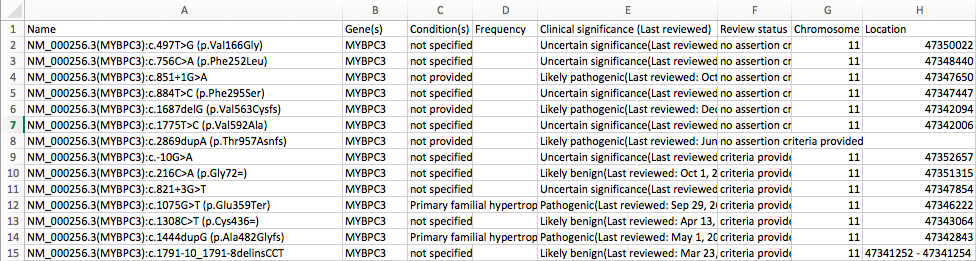 A B C D E F G H
1 Name Gene(s) Condition(s) Frequency Clinical significance (Last reviewed) Review status Chromosome Location
2 NM_000256.3(MYBPC3):c.497T>G (p.Val166Gly) MYBPC3 not specified Uncertain significance(Last reviewed no assertion cr 11 47350022
3 NM_000256.3(MYBPC3):c.756C>A (p.Phe252Leu) MYBPC3 not specified Uncertain significance(Last reviewed no assertion cr 11 47348440
4 NM_000256.3(MYBPC3):c.851+1G>A MYBPC3 not provided Likely pathogenic(Last reviewed: Oct no assertion cr 11 47347650
5 NM_000256.3(MYBPC3):c.884T>C (p.Phe295Ser) MYBPC3 not specified Uncertain significance(Last reviewed no assertion cr 11 47347447
6 NM_000256.3(MYBPC3):c.1687delG (p.Val563Cysfs) MYBPC3 not provided Likely pathogenic(Last reviewed: Dec no assertion cr 11 47342094
7 NM_000256.3(MYBPC3):c.1775T>C (p.Val592Ala) MYBPC3 not specified Uncertain significance(Last reviewed no assertion cr 11 47342006
8 NM_000256.3(MYBPC3):c.2869dupA (p.Thr957Asnfs) MYBPC3 not provided Likely pathogenic(Last reviewed: Jun no assertion criteria provided
9 NM_000256.3(MYBPC3):c.-10G>A MYBPC3 not specified Uncertain significance(Last reviewed criteria provide 11 47352657
10 NM_000256.3(MYBPC3):c.216C>A (p.Gly72=) MYBPC3 not specified Likely benign(Last reviewed: Oct 1, 2 criteria provide 11 47351315
11 NM_000256.3(MYBPC3):c.821+3G>T MYBPC3 not specified Uncertain significance(Last reviewed criteria provide 11 47347854
12 NM_000256.3(MYBPC3):c.1075G>T (p.Glu359Ter) MYBPC3 Primary familial hypertrop Pathogenic(Last reviewed: Sep 29, 2 criteria provide 11 47346222
13 NM_000256.3(MYBPC3):c.1308C>T (p.Cys436=) MYBPC3 not specified Likely benign(Last reviewed: Apr 13, criteria provide 11 47343064
14 NM_000256.3(MYBPC3):c.1444dupG (p.Ala482Glyfs) MYBPC3 Primary familial hypertrop Pathogenic(Last reviewed: May 1, 20 criteria provide 11 47342843
15 NM_000256.3(MYBPC3):c.1791-10_1791-8delinsCCT MYBPC3 not specified Likely benign(Last reviewed: Mar 23, criteria provide 11 47341252 - 47341254